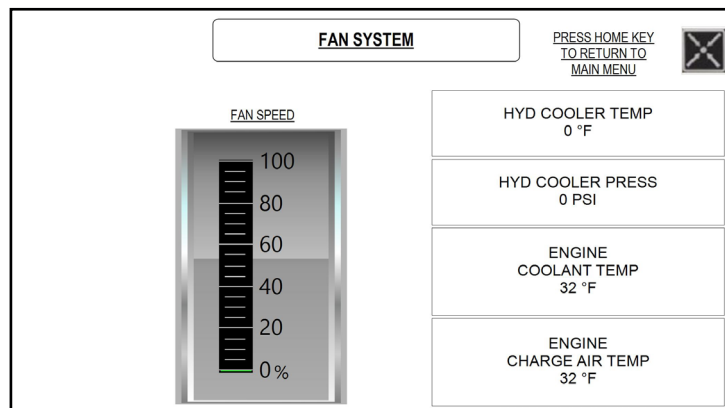 FAN SYSTEM
PRESS HOME KEY
TO RETURN TO
MAIN MENU
FAN SPEED
100
80
60
40
20
0 %
HYD COOLER TEMP
0 °F
HYD COOLER PRESS
0 PSI
ENGINE
COOLANT TEMP
32 °F
ENGINE
CHARGE AIR TEMP
32 °F